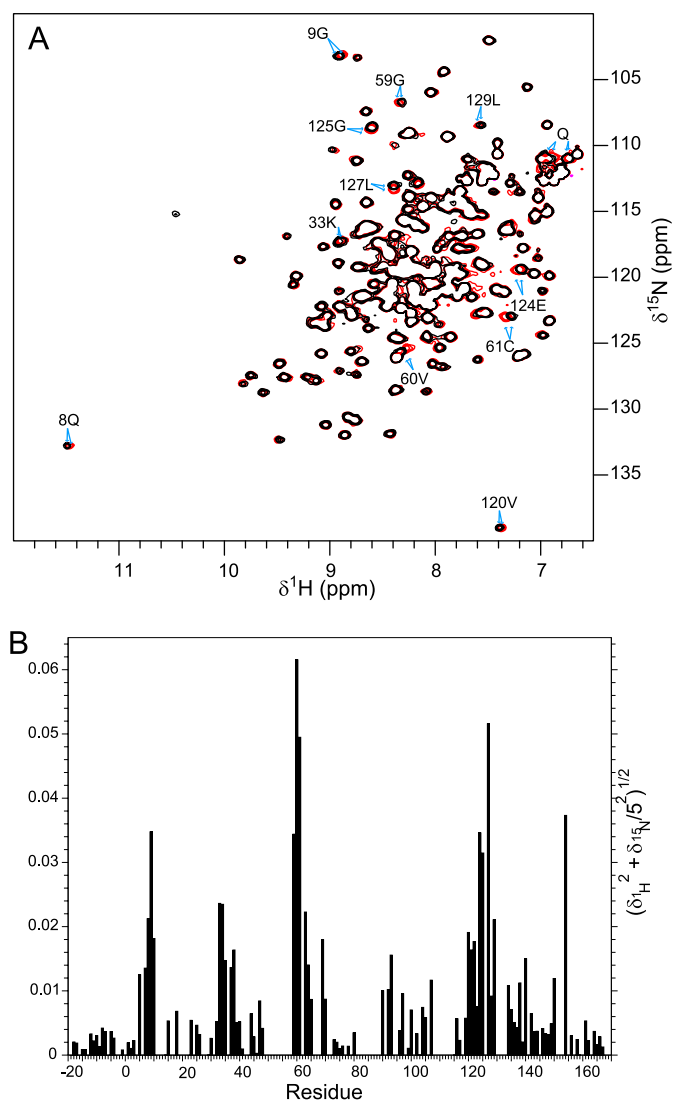 A
9G
59G
129L
Q
125G
127L
33K
124E
61C
60V
8Q
120V
105
110
115
120
125
130
135
δ¹⁵N (ppm)
11 10 9 8 7
δ¹H (ppm)
B
0.06
0.05
0.04
0.03
0.02
0.01
0
(δ₁H² + δ₁₅N/5²)¹/²
-20 0 20 40 60 80 100 120 140 160
Residue